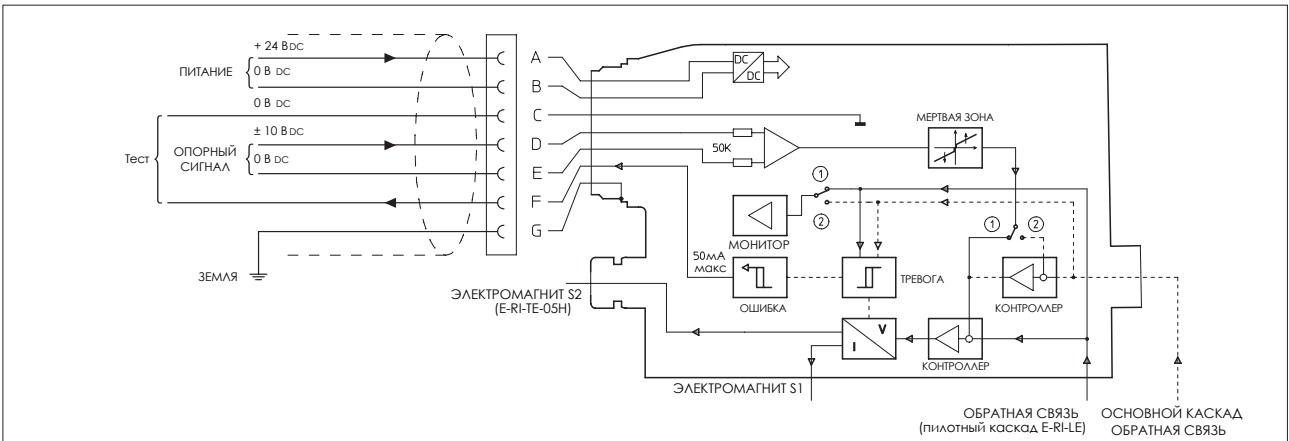 + 24 В DC
ПИТАНИЕ
0 В DC
0 В DC
± 10 В DC
Тест
ОПОРНЫЙ
СИГНАЛ
0 В DC
ЗЕМЛЯ
A
B
C
D
E
F
G
DC
DC
50K
МЕРТВАЯ ЗОНА
1
2
МОНИТОР
1
2
50мА
макс
ОШИБКА
ТРЕВОГА
КОНТРОЛЛЕР
ЭЛЕКТРОМАГНИТ S2
(E-RI-TE-05H)
V
I
КОНТРОЛЛЕР
ЭЛЕКТРОМАГНИТ S1
ОБРАТНАЯ СВЯЗЬ
(пилотный каскад E-RI-LE)
ОСНОВНОЙ КАСКАД
ОБРАТНАЯ СВЯЗЬ